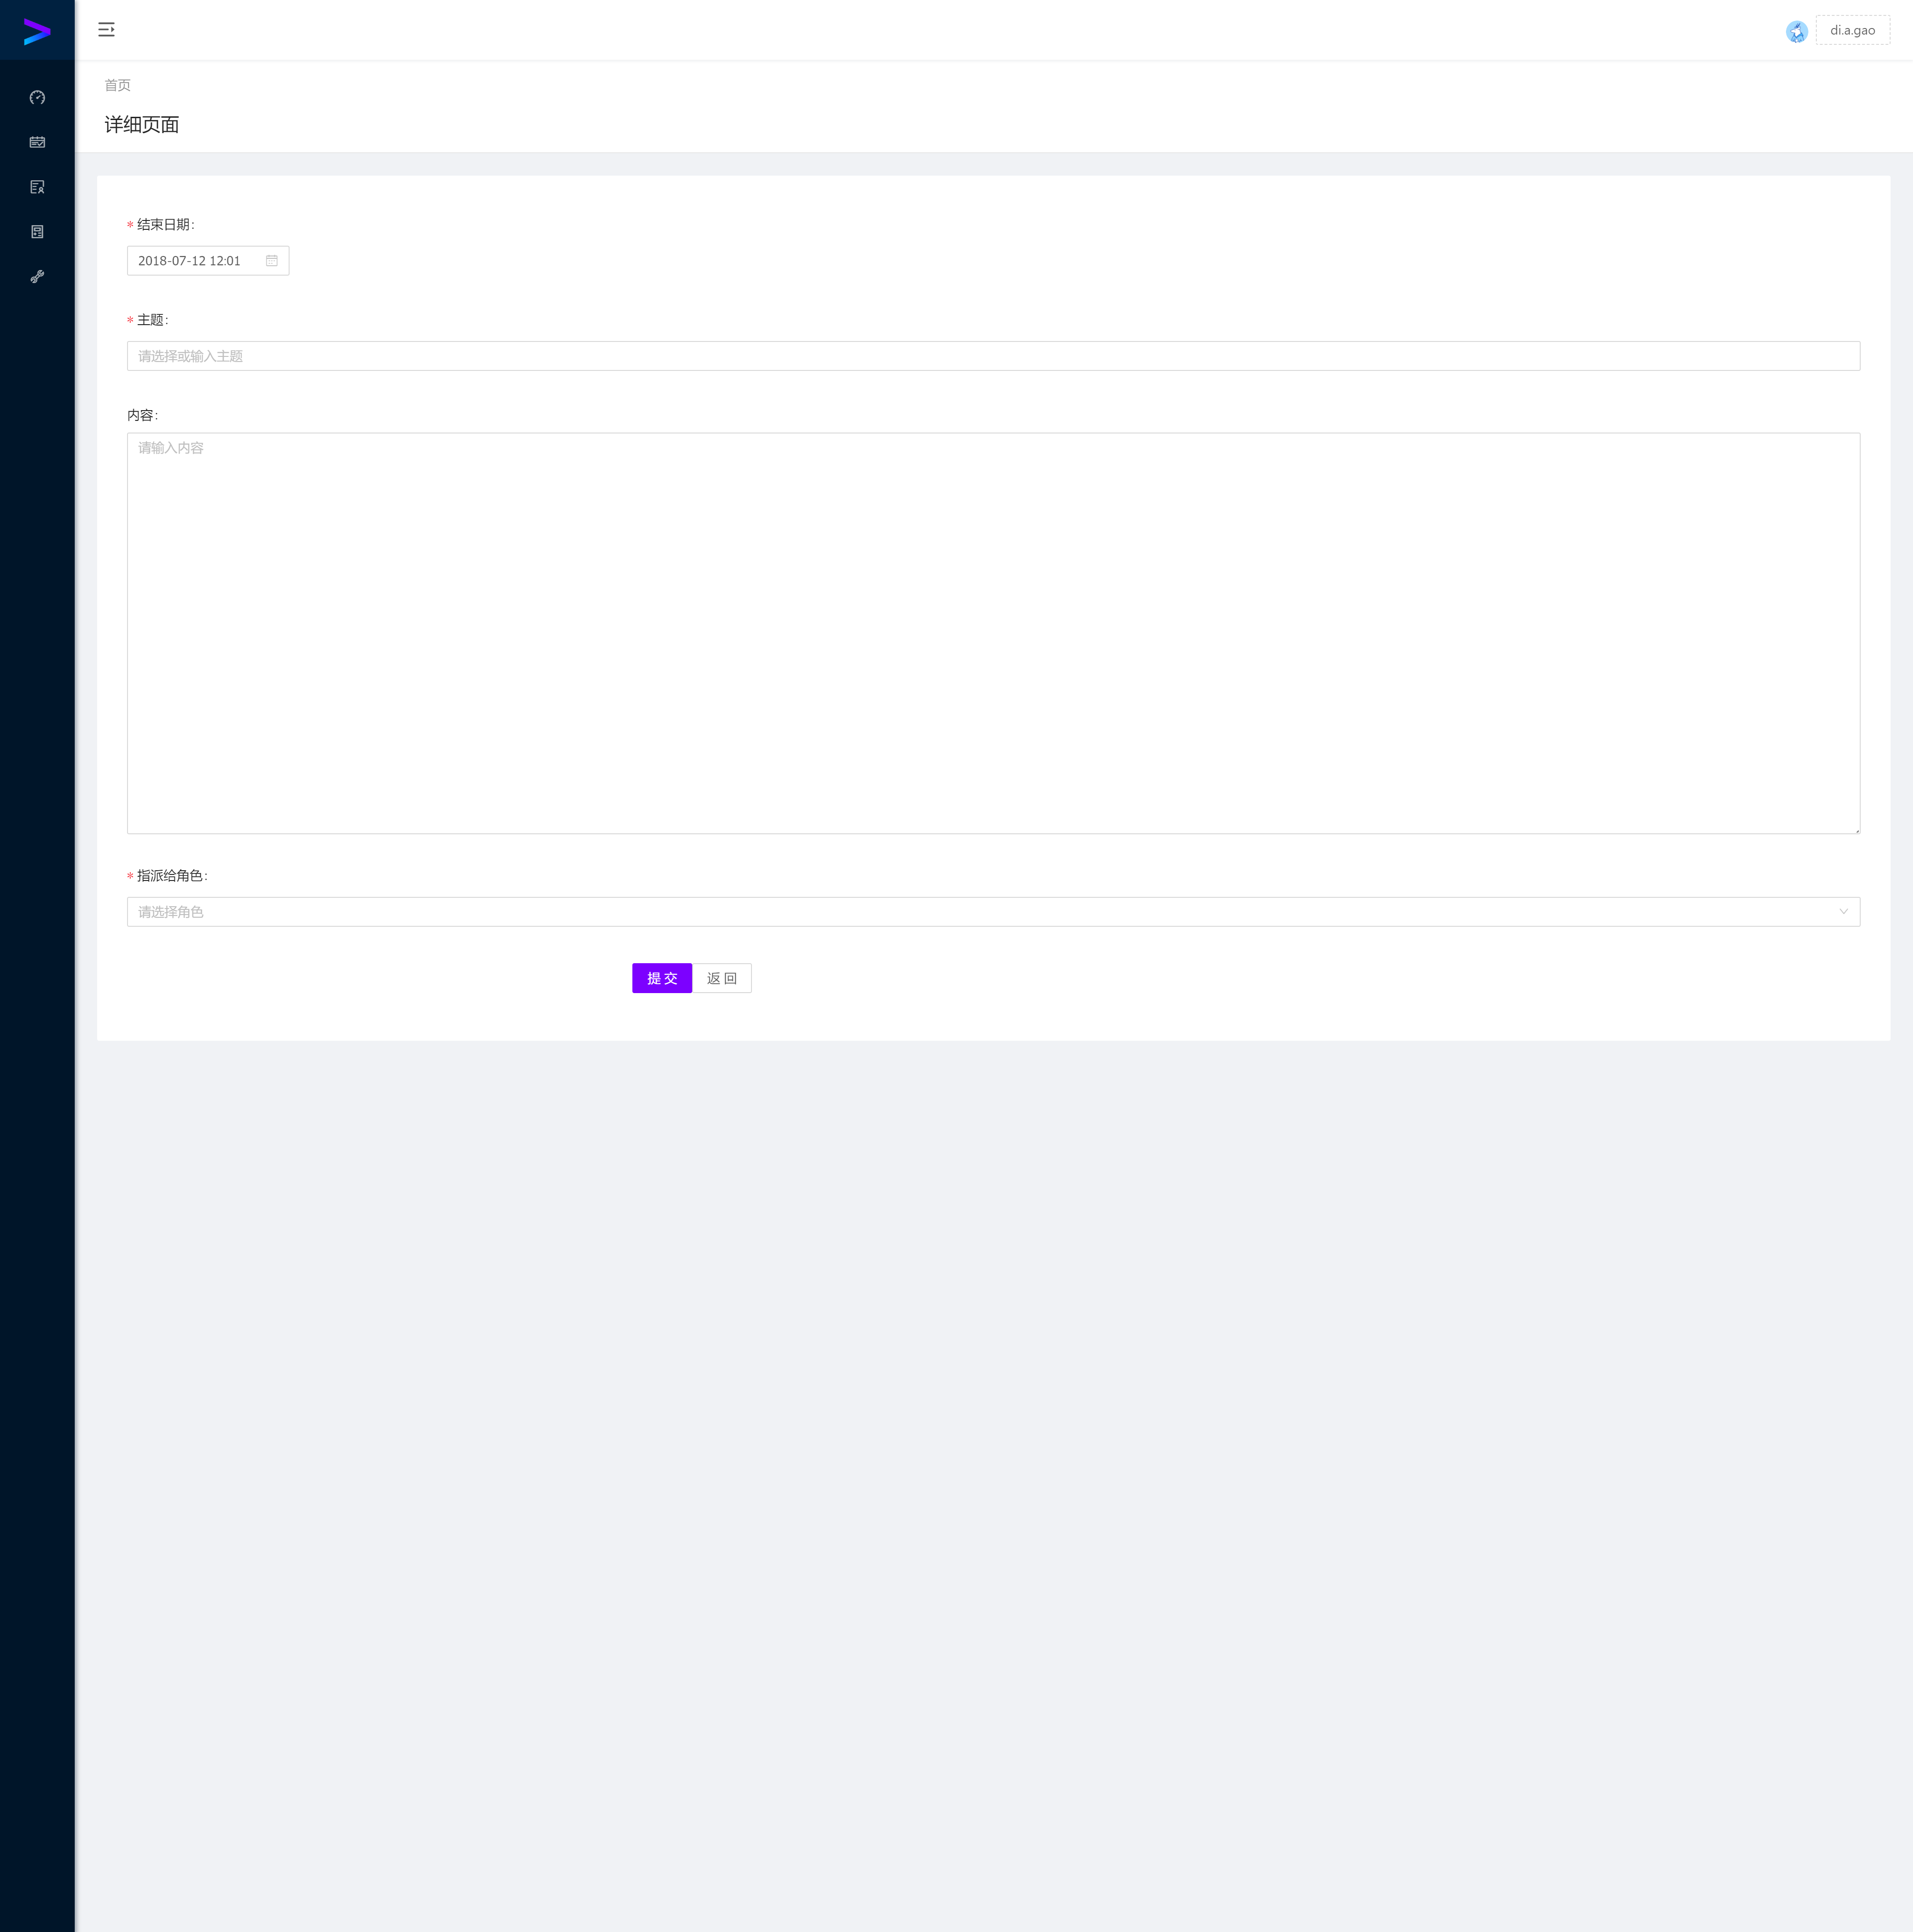 di.a.gao
首页
详细页面
* 结束日期:
2018-07-12 12:01
* 主题:
请选择或输入主题
内容:
请输入内容
* 指派给角色:
请选择角色
提 交 返 回